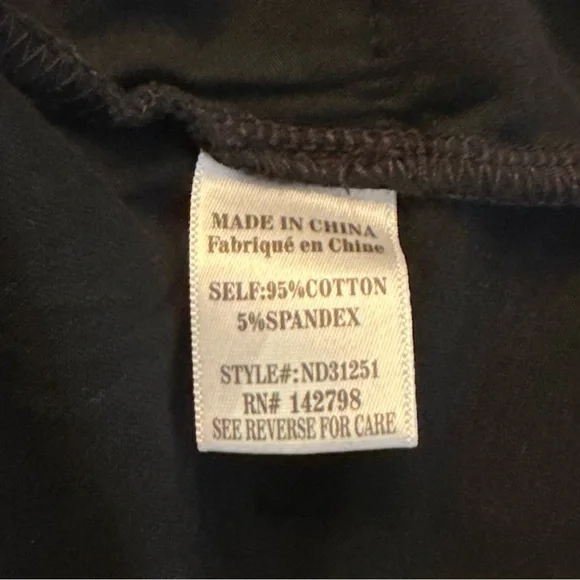 MADE IN CHINA
Fabriqué en Chine
SELF:95%COTTON
5%SPANDEX
STYLE#:ND31251
RN# 142798
SEE REVERSE FOR CARE